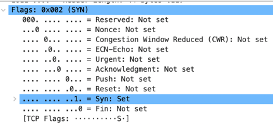 Flags: 0x002 (SYN)
000. .... .... = Reserved: Not set
...0 .... .... = Nonce: Not set
.... 0... .... = Congestion Window Reduced (CWR): Not set
.... .0.. .... = ECN-Echo: Not set
.... ..0. .... = Urgent: Not set
.... ...0 .... = Acknowledgment: Not set
.... .... 0... = Push: Not set
.... .... .0.. = Reset: Not set
.... .... ..1. = Syn: Set
.... .... ...0 = Fin: Not set
[TCP Flags: ··········S·]